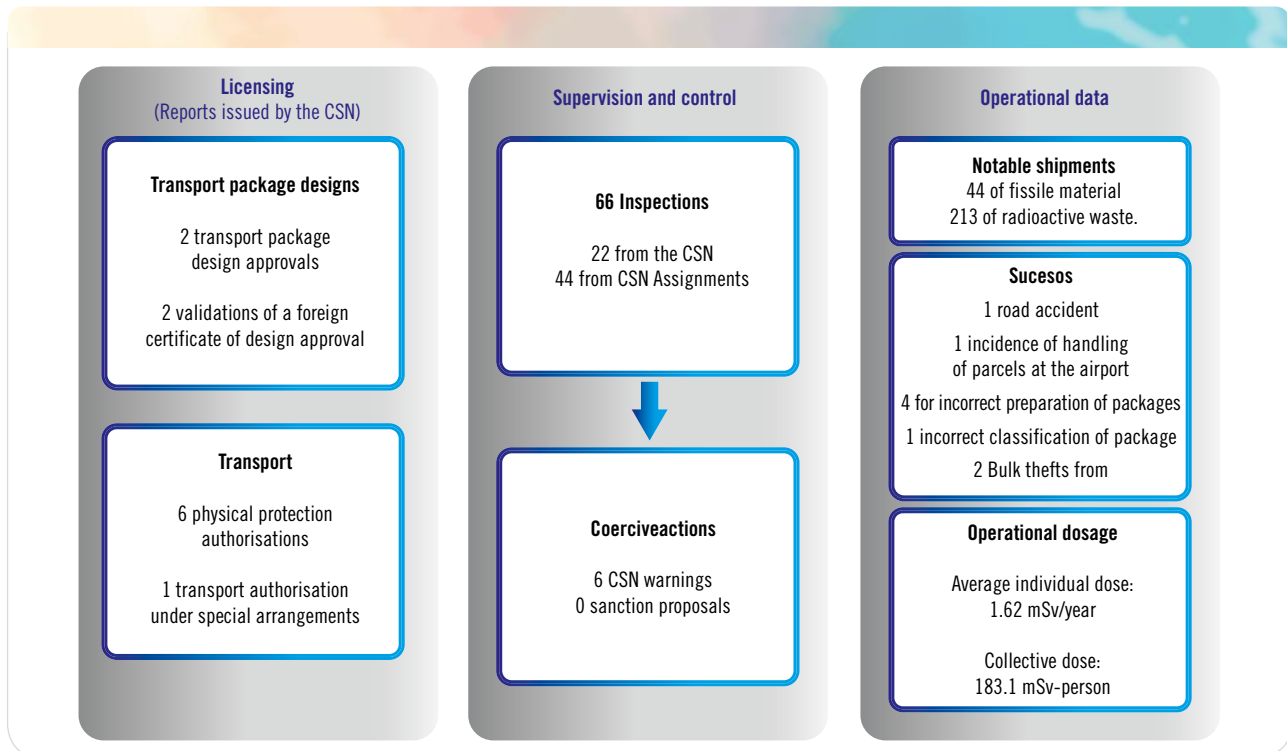 Licensing
(Reports issued by the CSN)
Transport package designs
2 transport package
design approvals
2 validations of a foreign
certificate of design approval
Transport
6 physical protection
authorisations
1 transport authorisation
under special arrangements
Supervision and control
66 Inspections
22 from the CSN
44 from CSN Assignments
Coerciveactions
6 CSN warnings
0 sanction proposals
Operational data
Notable shipments
44 of fissile material
213 of radioactive waste.
Sucesos
1 road accident
1 incidence of handling
of parcels at the airport
4 for incorrect preparation of packages
1 incorrect classification of package
2 Bulk thefts from
Operational dosage
Average individual dose:
1.62 mSv/year
Collective dose:
183.1 mSv-person